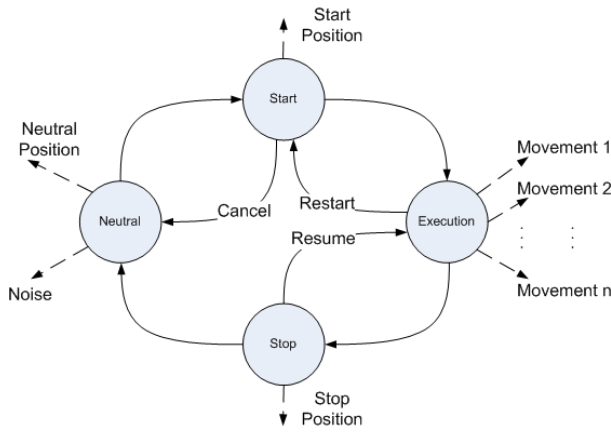 Start
Position
Start
Neutral
Position
Movement 1
Movement 2
Cancel
Restart
Neutral
Execution
Resume
: :
Noise
Movement n
Stop
Stop
Position